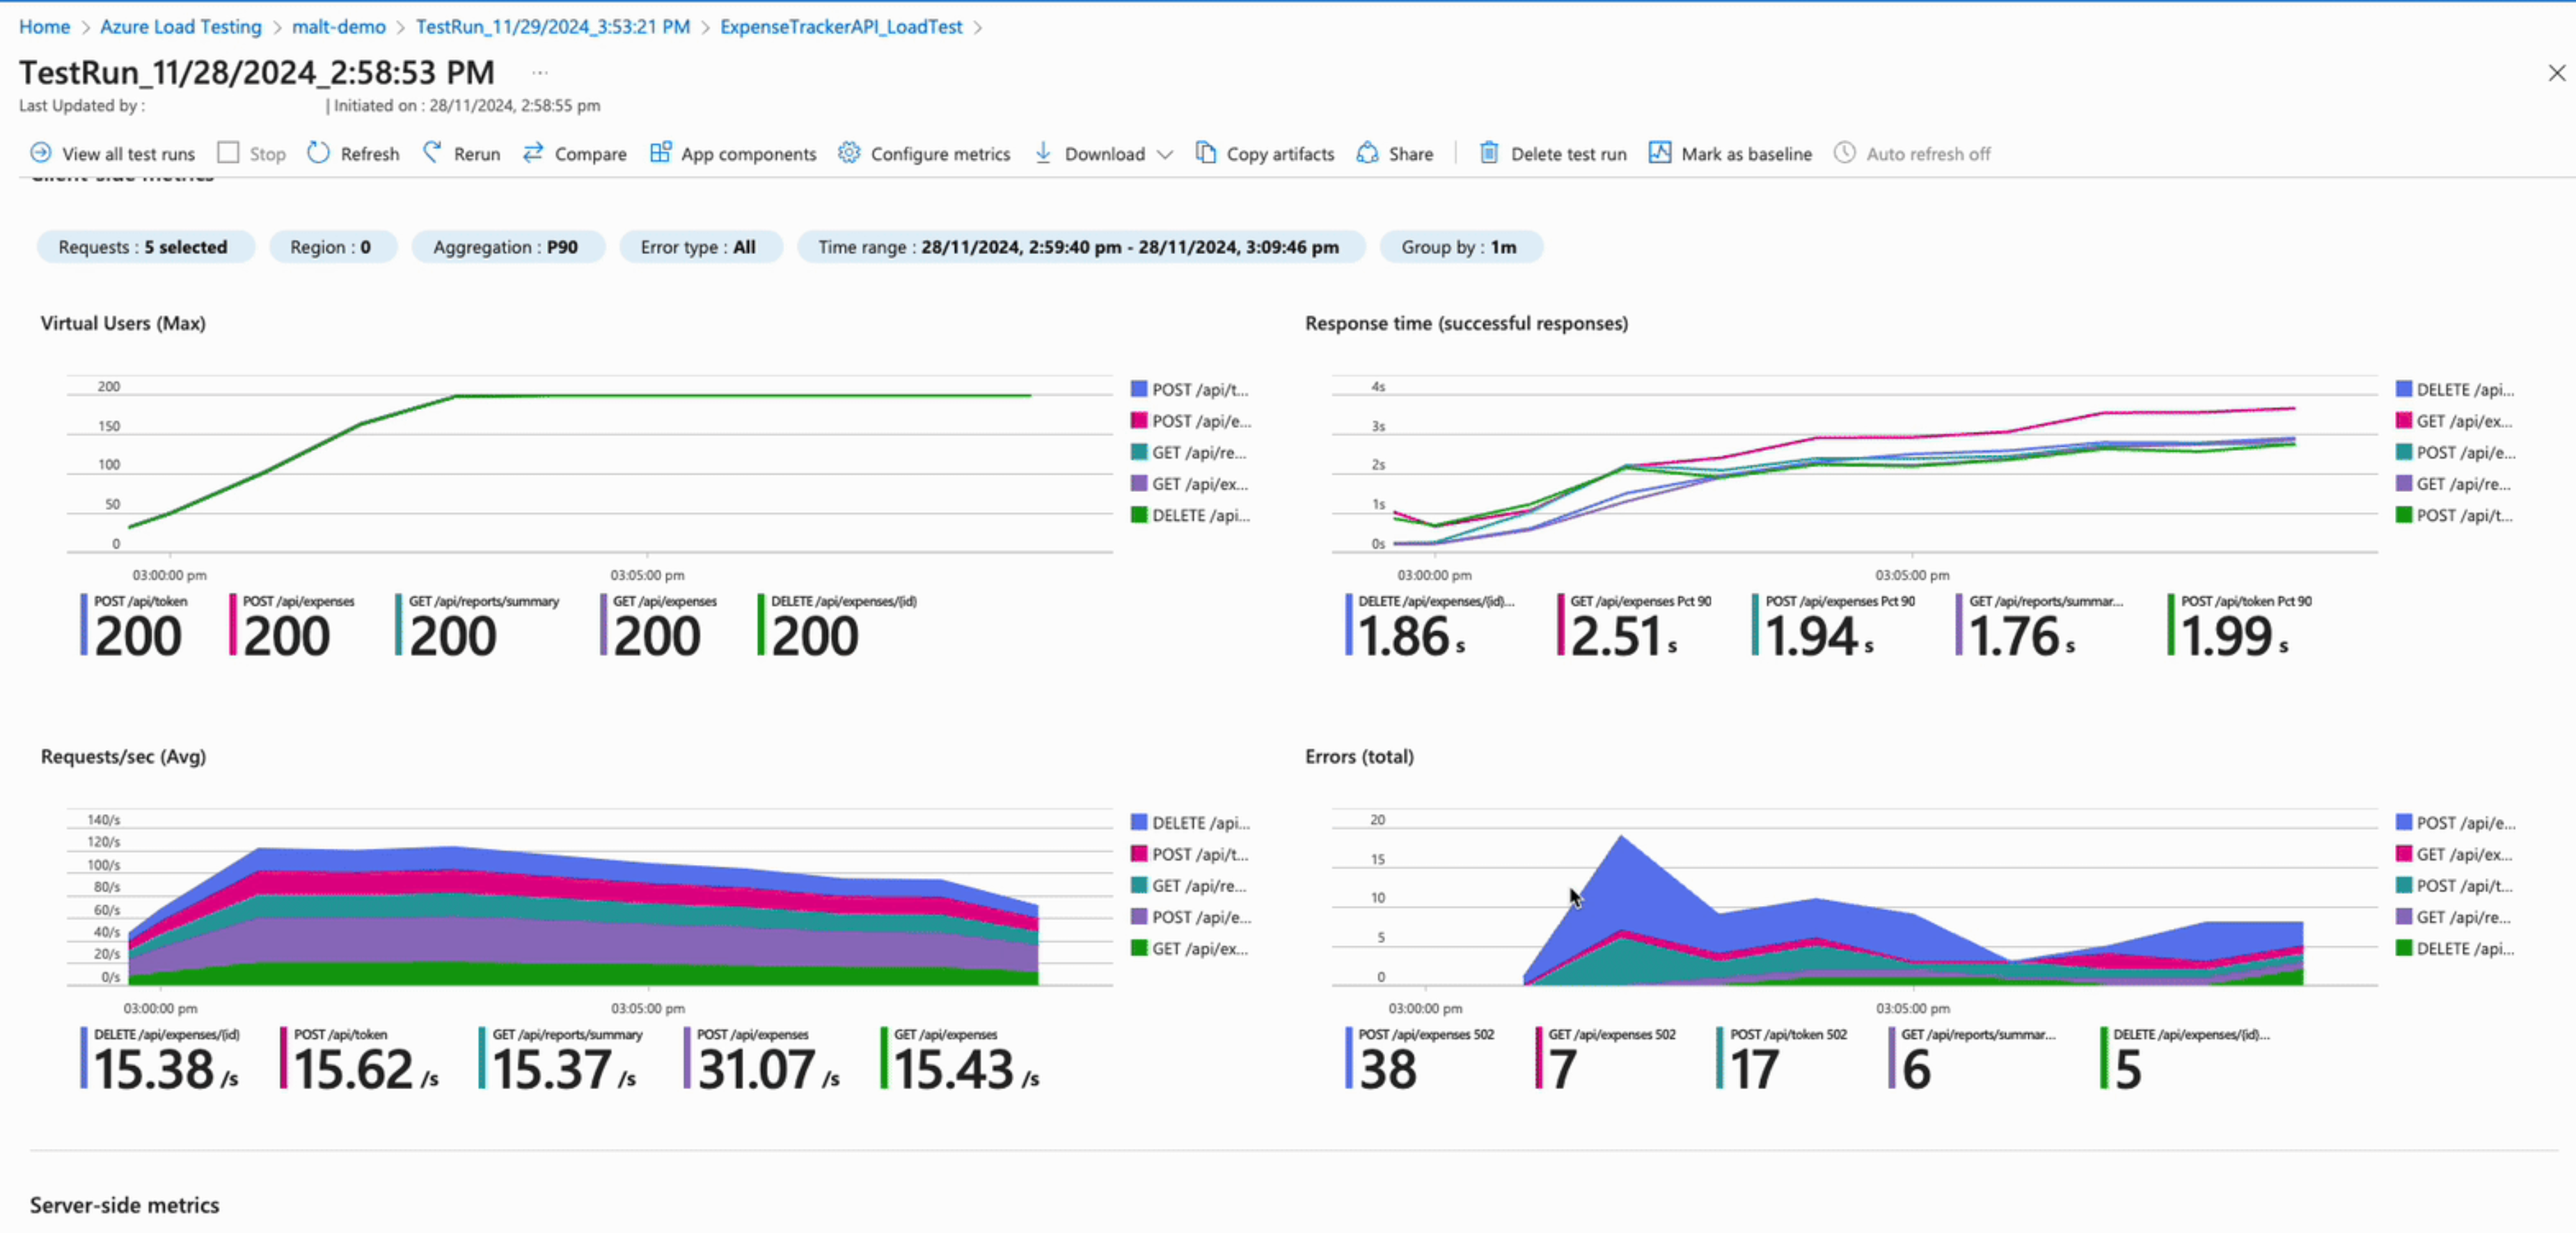 Home > Azure Load Testing > malt-demo > TestRun_11/29/2024_3:53:21 PM > ExpenseTrackerAPI_LoadTest >
TestRun_11/28/2024_2:58:53 PM ...
Last Updated by : | Initiated on : 28/11/2024, 2:58:55 pm
View all test runs Stop Refresh Rerun Compare App components Configure metrics Download Copy artifacts Share Delete test run Mark as baseline Auto refresh off
Client-side metrics
Requests : 5 selected Region : 0 Aggregation : P90 Error type : All Time range : 28/11/2024, 2:59:40 pm - 28/11/2024, 3:09:46 pm Group by : 1m
Virtual Users (Max)
200
150
100
50
0
03:00:00 pm 03:05:00 pm
POST /api/t...
POST /api/e...
GET /api/re...
GET /api/ex...
DELETE /api...
POST /api/token POST /api/expenses GET /api/reports/summary GET /api/expenses DELETE /api/expenses/(id)
200 200 200 200 200
Response time (successful responses)
4s
3s
2s
1s
0s
03:00:00 pm 03:05:00 pm
DELETE /api...
GET /api/ex...
POST /api/e...
GET /api/re...
POST /api/t...
DELETE /api/expenses/(id)... GET /api/expenses Pct 90 POST /api/expenses Pct 90 GET /api/reports/summar... POST /api/token Pct 90
1.86 s 2.51 s 1.94 s 1.76 s 1.99 s
Requests/sec (Avg)
140/s
120/s
100/s
80/s
60/s
40/s
20/s
0/s
03:00:00 pm 03:05:00 pm
DELETE /api...
POST /api/t...
GET /api/re...
POST /api/e...
GET /api/ex...
DELETE /api/expenses/(id) POST /api/token GET /api/reports/summary POST /api/expenses GET /api/expenses
15.38 /s 15.62 /s 15.37 /s 31.07 /s 15.43 /s
Errors (total)
20
15
10
5
0
03:00:00 pm 03:05:00 pm
POST /api/e...
GET /api/ex...
POST /api/t...
GET /api/re...
DELETE /api...
POST /api/expenses 502 GET /api/expenses 502 POST /api/token 502 GET /api/reports/summar... DELETE /api/expenses/(id)...
38 7 17 6 5
Server-side metrics